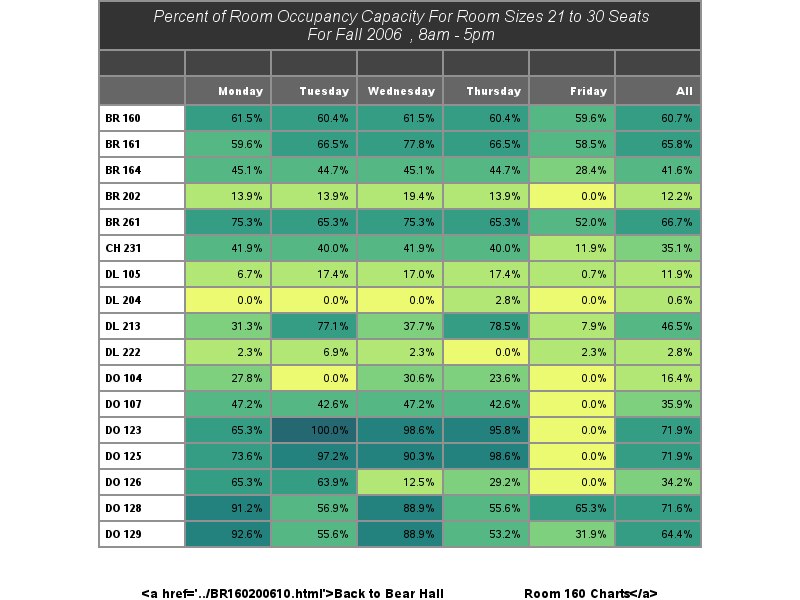 Percent of Room Occupancy Capacity For Room Sizes 21 to 30 Seats
For Fall 2006 , 8am - 5pm
Monday Tuesday Wednesday Thursday Friday All
BR 160 61.5% 60.4% 61.5% 60.4% 59.6% 60.7%
BR 161 59.6% 66.5% 77.8% 66.5% 58.5% 65.8%
BR 164 45.1% 44.7% 45.1% 44.7% 28.4% 41.6%
BR 202 13.9% 13.9% 19.4% 13.9% 0.0% 12.2%
BR 261 75.3% 65.3% 75.3% 65.3% 52.0% 66.7%
CH 231 41.9% 40.0% 41.9% 40.0% 11.9% 35.1%
DL 105 6.7% 17.4% 17.0% 17.4% 0.7% 11.9%
DL 204 0.0% 0.0% 0.0% 2.8% 0.0% 0.6%
DL 213 31.3% 77.1% 37.7% 78.5% 7.9% 46.5%
DL 222 2.3% 6.9% 2.3% 0.0% 2.3% 2.8%
DO 104 27.8% 0.0% 30.6% 23.6% 0.0% 16.4%
DO 107 47.2% 42.6% 47.2% 42.6% 0.0% 35.9%
DO 123 65.3% 100.0% 98.6% 95.8% 0.0% 71.9%
DO 125 73.6% 97.2% 90.3% 98.6% 0.0% 71.9%
DO 126 65.3% 63.9% 12.5% 29.2% 0.0% 34.2%
DO 128 91.2% 56.9% 88.9% 55.6% 65.3% 71.6%
DO 129 92.6% 55.6% 88.9% 53.2% 31.9% 64.4%
<a href='../BR160200610.html'>Back to Bear Hall Room 160 Charts</a>